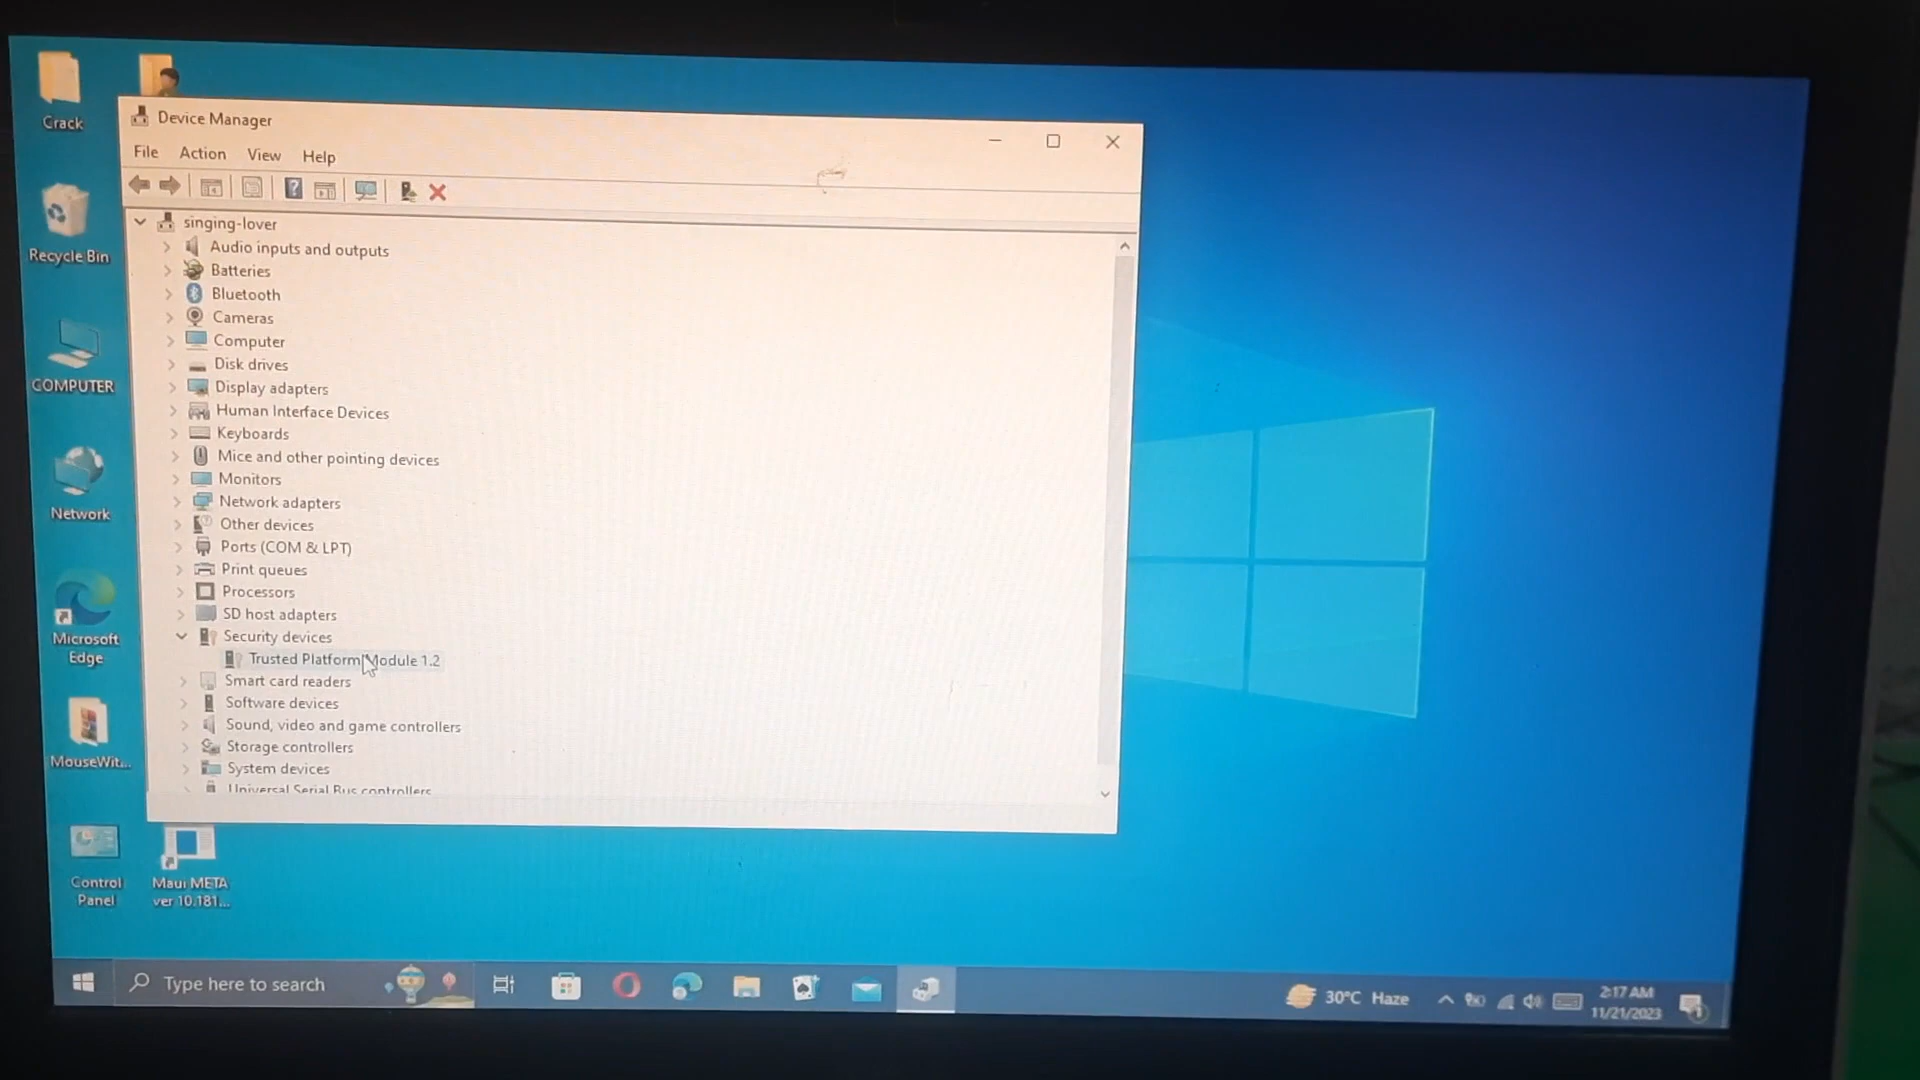 Crack
Recycle Bin
COMPUTER
Network
Microsoft
Edge
MouseWit...
Control
Panel
Maui META
ver 10.181...
Device Manager
File Action View Help
singing-lover
Audio inputs and outputs
Batteries
Bluetooth
Cameras
Computer
Disk drives
Display adapters
Human Interface Devices
Keyboards
Mice and other pointing devices
Monitors
Network adapters
Other devices
Ports (COM & LPT)
Print queues
Processors
SD host adapters
Security devices
Trusted Platform Module 1.2
Smart card readers
Software devices
Sound, video and game controllers
Storage controllers
System devices
Universal Serial Bus controllers
Type here to search
30°C Haze
2:17 AM
11/21/2023
1